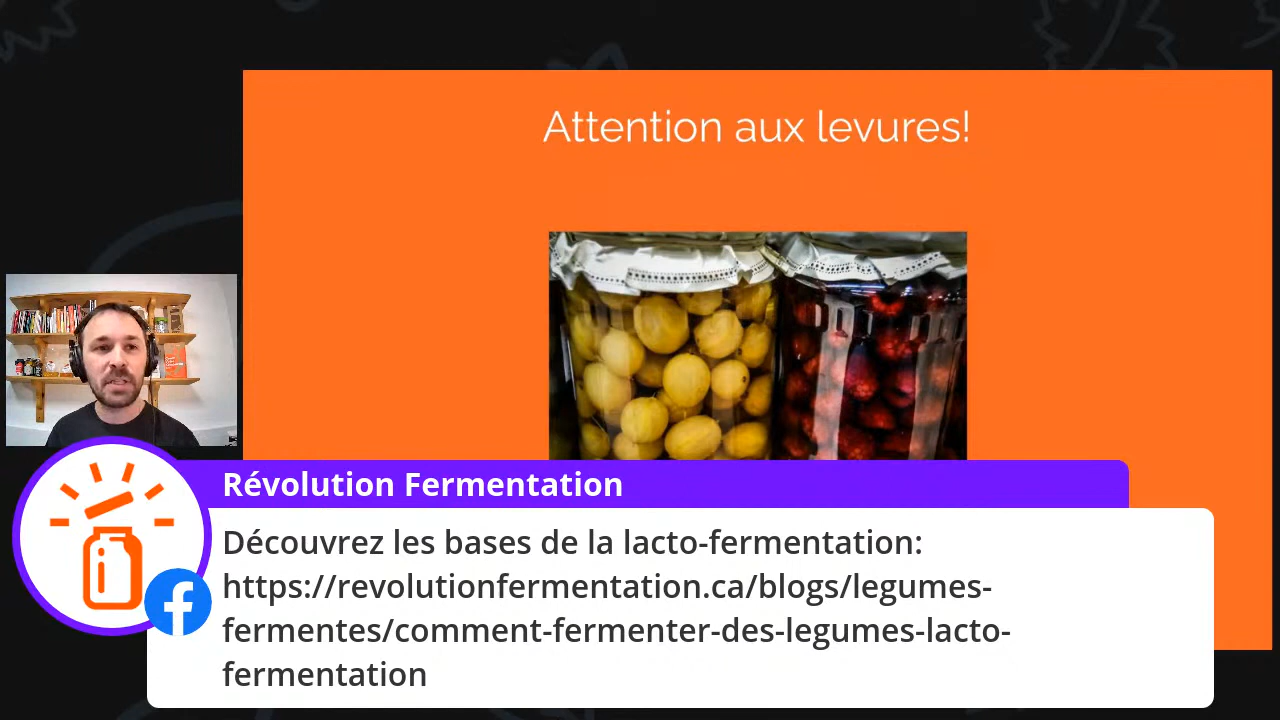 Attention aux levures!
Révolution Fermentation
Découvrez les bases de la lacto-fermentation:
https://revolutionfermentation.ca/blogs/legumes-
fermentes/comment-fermenter-des-legumes-lacto-
fermentation